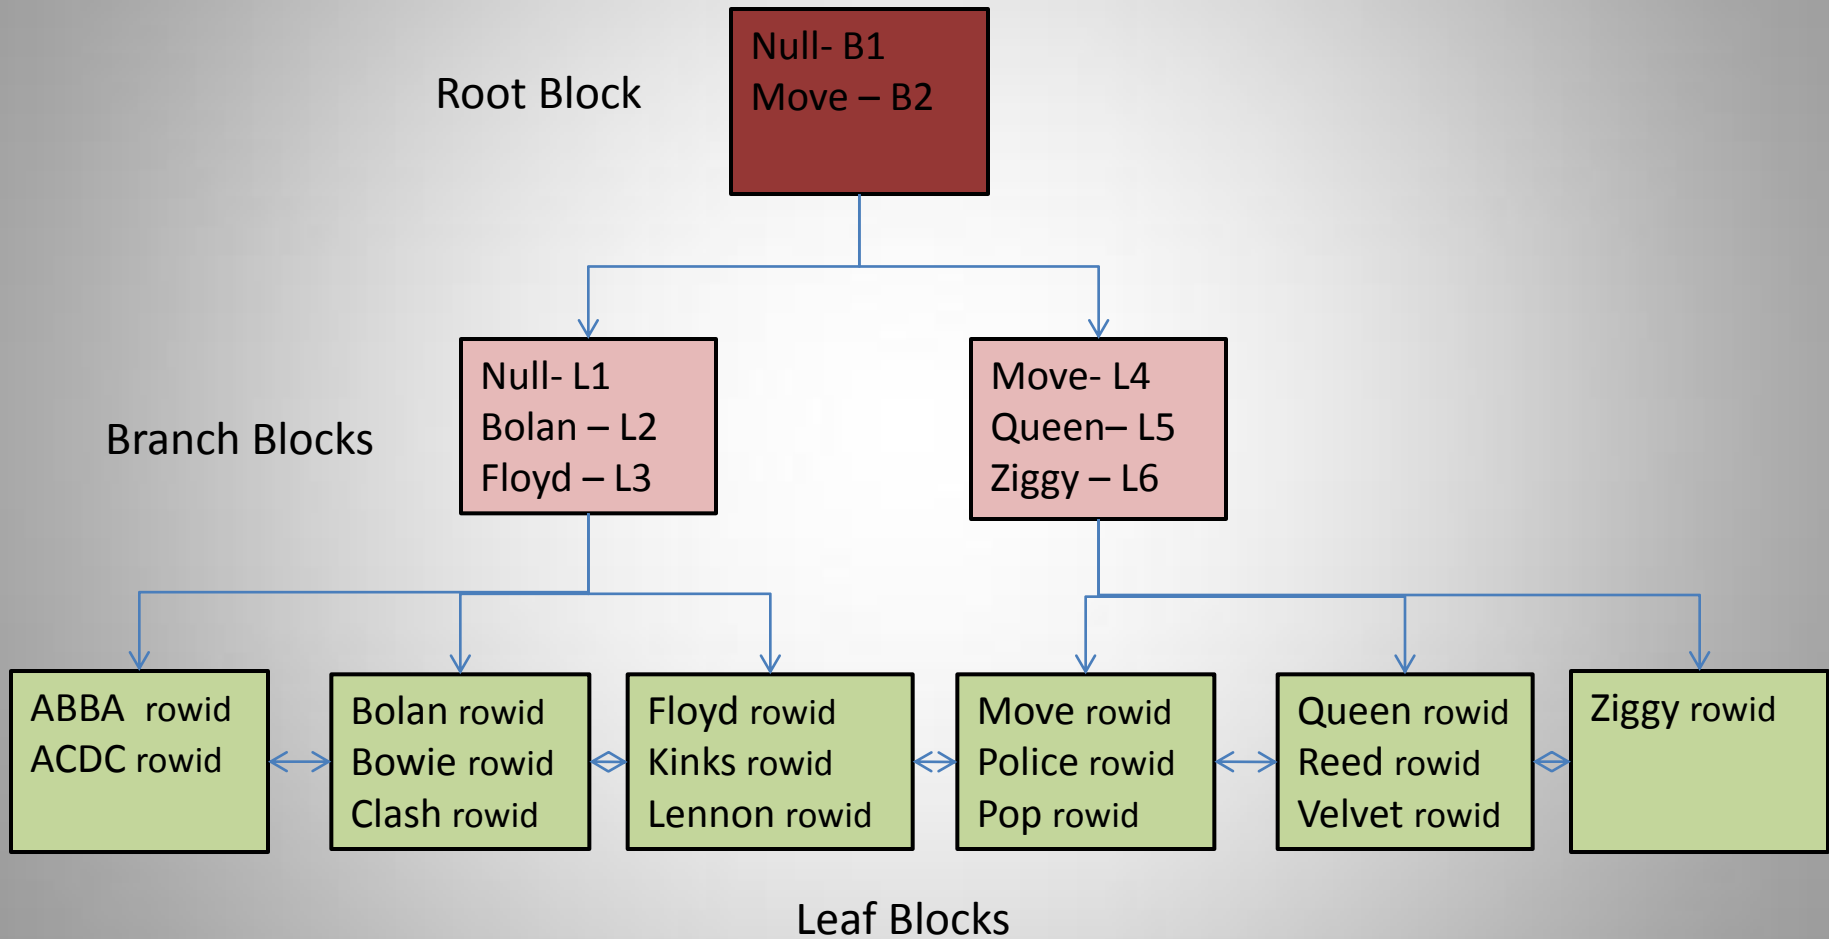 Root Block
Null- B1
Move – B2
Branch Blocks
Null- L1
Bolan – L2
Floyd – L3
Move- L4
Queen– L5
Ziggy – L6
ABBA rowid
ACDC rowid
Bolan rowid
Bowie rowid
Clash rowid
Floyd rowid
Kinks rowid
Lennon rowid
Move rowid
Police rowid
Pop rowid
Queen rowid
Reed rowid
Velvet rowid
Ziggy rowid
Leaf Blocks